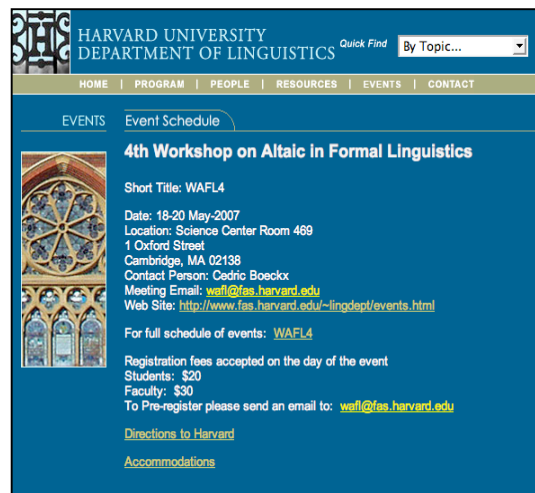 HARVARD UNIVERSITY
DEPARTMENT OF LINGUISTICS
Quick Find
By Topic...
HOME | PROGRAM | PEOPLE | RESOURCES | EVENTS | CONTACT
EVENTS
Event Schedule
4th Workshop on Altaic in Formal Linguistics
Short Title: WAFL4
Date: 18-20 May-2007
Location: Science Center Room 469
1 Oxford Street
Cambridge, MA 02138
Contact Person: Cedric Boeckx
Meeting Email: wafl@fas.harvard.edu
Web Site: http://www.fas.harvard.edu/~lingdept/events.html
For full schedule of events: WAFL4
Registration fees accepted on the day of the event
Students: $20
Faculty: $30
To Pre-register please send an email to: wafl@fas.harvard.edu
Directions to Harvard
Accommodations